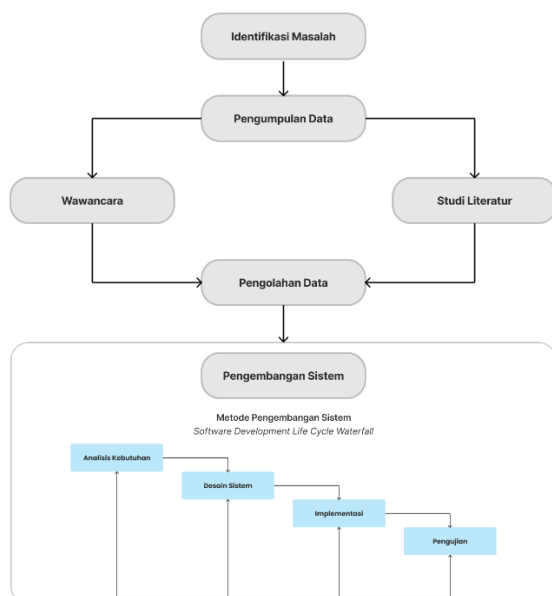 Identifikasi Masalah
Pengumpulan Data
Wawancara
Studi Literatur
Pengolahan Data
Pengembangan Sistem
Metode Pengembangan Sistem
Software Development Life Cycle Waterfall
Analisis Kebutuhan
Desain Sistem
Implementasi
Pengujian